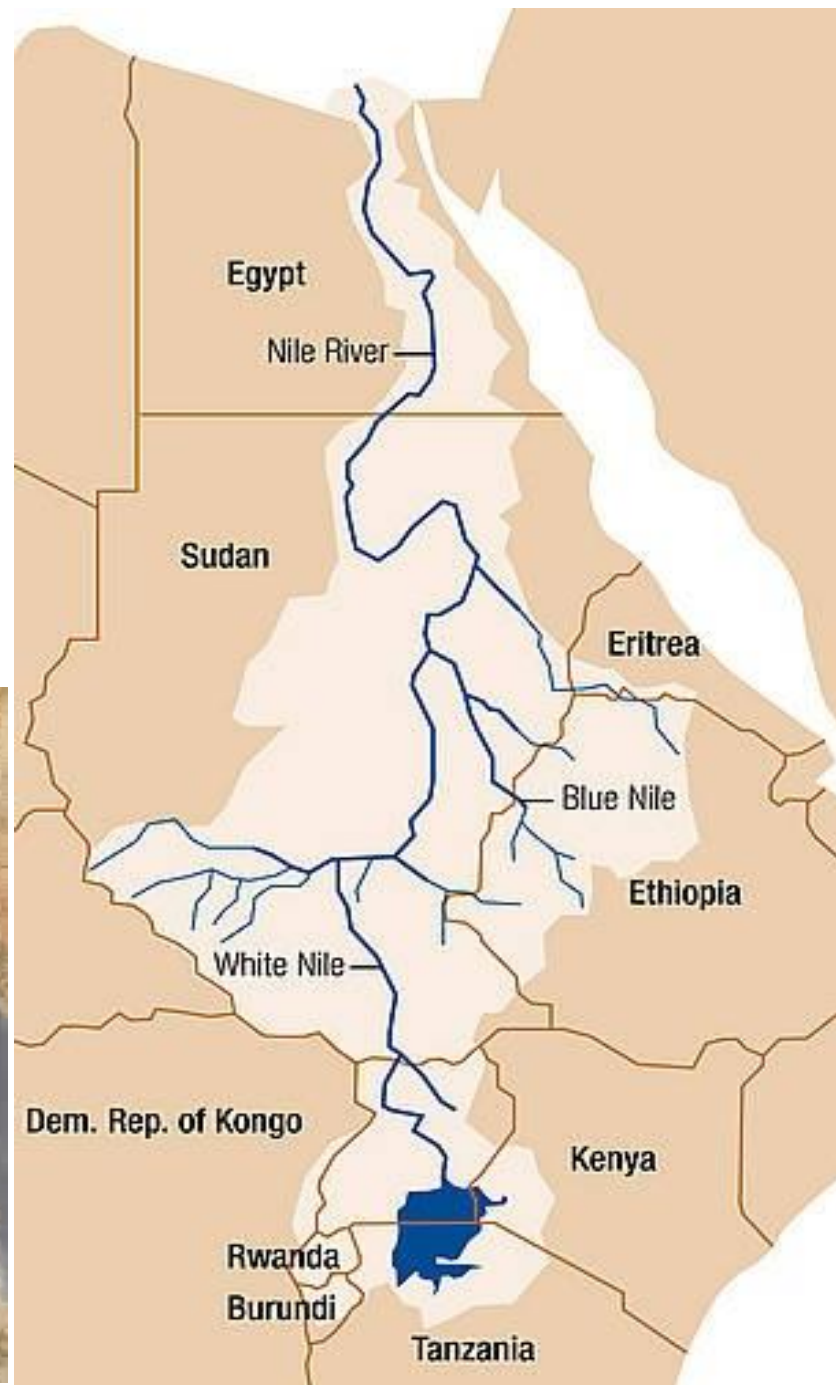 Egypt
Nile River
Sudan
Eritrea
Blue Nile
Ethiopia
White Nile
Dem. Rep. of Kongo
Kenya
Rwanda
Burundi
Tanzania